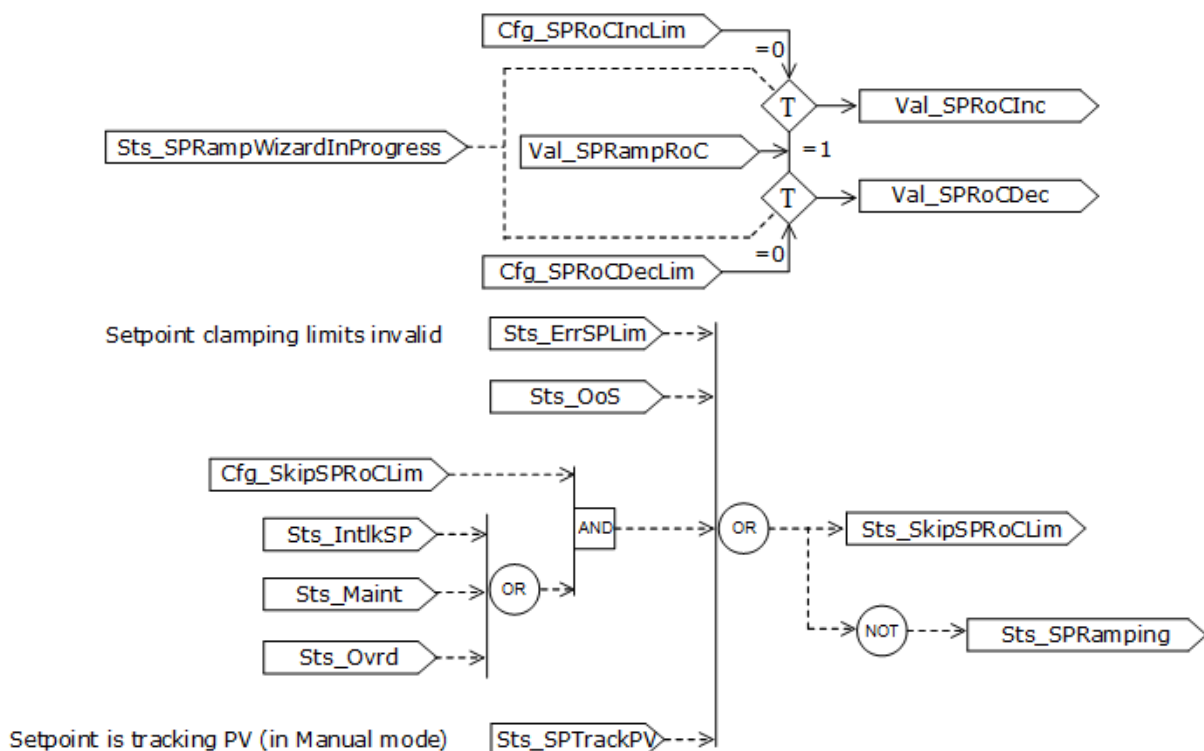 Cfg_SPRoCIncLim
=0
T
Val_SPRoCInc
Sts_SPRampWizardInProgress
Val_SPRampRoC
=1
T
Val_SPRoCDec
=0
Cfg_SPRoCDecLim
Setpoint clamping limits invalid
Sts_ErrSPLim
Sts_OoS
Cfg_SkipSPRoCLim
Sts_IntlkSP
AND
OR
Sts_SkipSPRoCLim
Sts_Maint
OR
NOT
Sts_SPRamping
Sts_Ovrd
Setpoint is tracking PV (in Manual mode)
Sts_SPTrackPV